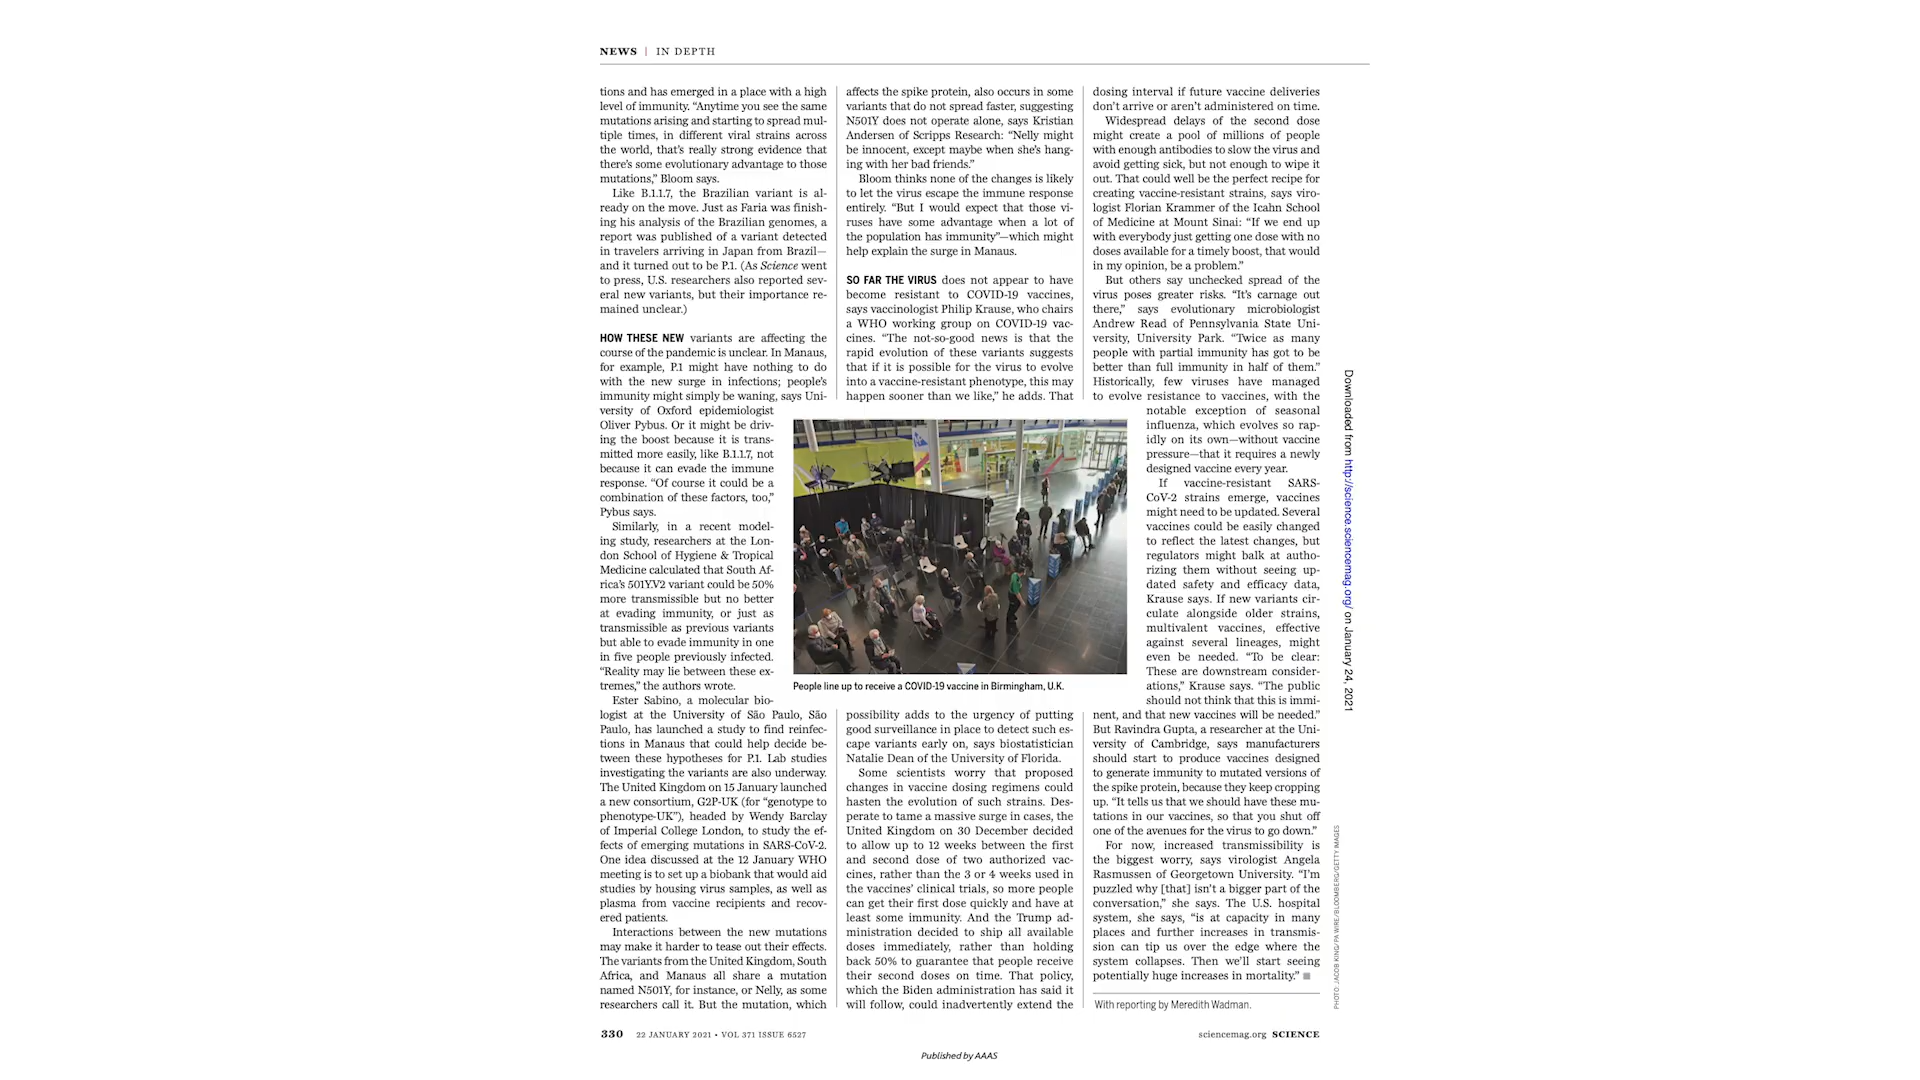 NEWS | IN DEPTH
tions and has emerged in a place with a high
level of immunity. “Anytime you see the same
mutations arising and starting to spread mul-
tiple times, in different viral strains across
the world, that’s really strong evidence that
there’s some evolutionary advantage to those
mutations,” Bloom says.
Like B.1.1.7, the Brazilian variant is al-
ready on the move. Just as Faria was finish-
ing his analysis of the Brazilian genomes, a
report was published of a variant detected
in travelers arriving in Japan from Brazil—
and it turned out to be P.1. (As Science went
to press, U.S. researchers also reported sev-
eral new variants, but their importance re-
mained unclear.)
HOW THESE NEW variants are affecting the
course of the pandemic is unclear. In Manaus,
for example, P.1 might have nothing to do
with the new surge in infections; people’s
immunity might simply be waning, says Uni-
versity of Oxford epidemiologist
Oliver Pybus. Or it might be driv-
ing the boost because it is trans-
mitted more easily, like B.1.1.7, not
because it can evade the immune
response. “Of course it could be a
combination of these factors, too,”
Pybus says.
Similarly, in a recent model-
ing study, researchers at the Lon-
don School of Hygiene & Tropical
Medicine calculated that South Af-
rica’s 501Y.V2 variant could be 50%
more transmissible but no better
at evading immunity, or just as
transmissible as previous variants
but able to evade immunity in one
in five people previously infected.
“Reality may lie between these ex-
tremes,” the authors wrote.
Ester Sabino, a molecular bio-
logist at the University of São Paulo, São
Paulo, has launched a study to find reinfec-
tions in Manaus that could help decide be-
tween these hypotheses for P.1. Lab studies
investigating the variants are also underway.
The United Kingdom on 15 January launched
a new consortium, G2P-UK (for “genotype to
phenotype-UK”), headed by Wendy Barclay
of Imperial College London, to study the ef-
fects of emerging mutations in SARS-CoV-2.
One idea discussed at the 12 January WHO
meeting is to set up a biobank that would aid
studies by housing virus samples, as well as
plasma from vaccine recipients and recov-
ered patients.
Interactions between the new mutations
may make it harder to tease out their effects.
The variants from the United Kingdom, South
Africa, and Manaus all share a mutation
named N501Y, for instance, or Nelly, as some
researchers call it. But the mutation, which
affects the spike protein, also occurs in some
variants that do not spread faster, suggesting
N501Y does not operate alone, says Kristian
Andersen of Scripps Research: “Nelly might
be innocent, except maybe when she’s hang-
ing with her bad friends.”
Bloom thinks none of the changes is likely
to let the virus escape the immune response
entirely. “But I would expect that those vi-
ruses have some advantage when a lot of
the population has immunity”—which might
help explain the surge in Manaus.
SO FAR THE VIRUS does not appear to have
become resistant to COVID-19 vaccines,
says vaccinologist Philip Krause, who chairs
a WHO working group on COVID-19 vac-
cines. “The not-so-good news is that the
rapid evolution of these variants suggests
that if it is possible for the virus to evolve
into a vaccine-resistant phenotype, this may
happen sooner than we like,” he adds. That
People line up to receive a COVID-19 vaccine in Birmingham, U.K.
possibility adds to the urgency of putting
good surveillance in place to detect such es-
cape variants early on, says biostatistician
Natalie Dean of the University of Florida.
Some scientists worry that proposed
changes in vaccine dosing regimens could
hasten the evolution of such strains. Des-
perate to tame a massive surge in cases, the
United Kingdom on 30 December decided
to allow up to 12 weeks between the first
and second dose of two authorized vac-
cines, rather than the 3 or 4 weeks used in
the vaccines’ clinical trials, so more people
can get their first dose quickly and have at
least some immunity. And the Trump ad-
ministration decided to ship all available
doses immediately, rather than holding
back 50% to guarantee that people receive
their second doses on time. That policy,
which the Biden administration has said it
will follow, could inadvertently extend the
dosing interval if future vaccine deliveries
don’t arrive or aren’t administered on time.
Widespread delays of the second dose
might create a pool of millions of people
with enough antibodies to slow the virus and
avoid getting sick, but not enough to wipe it
out. That could well be the perfect recipe for
creating vaccine-resistant strains, says viro-
logist Florian Krammer of the Icahn School
of Medicine at Mount Sinai: “If we end up
with everybody just getting one dose with no
doses available for a timely boost, that would
in my opinion, be a problem.”
But others say unchecked spread of the
virus poses greater risks. “It’s carnage out
there,” says evolutionary microbiologist
Andrew Read of Pennsylvania State Uni-
versity, University Park. “Twice as many
people with partial immunity has got to be
better than full immunity in half of them.”
Historically, few viruses have managed
to evolve resistance to vaccines, with the
notable exception of seasonal
influenza, which evolves so rap-
idly on its own—without vaccine
pressure—that it requires a newly
designed vaccine every year.
If vaccine-resistant SARS-
CoV-2 strains emerge, vaccines
might need to be updated. Several
vaccines could be easily changed
to reflect the latest changes, but
regulators might balk at autho-
rizing them without seeing up-
dated safety and efficacy data,
Krause says. If new variants cir-
culate alongside older strains,
multivalent vaccines, effective
against several lineages, might
even be needed. “To be clear:
These are downstream consider-
ations,” Krause says. “The public
should not think that this is immi-
nent, and that new vaccines will be needed.”
But Ravindra Gupta, a researcher at the Uni-
versity of Cambridge, says manufacturers
should start to produce vaccines designed
to generate immunity to mutated versions of
the spike protein, because they keep cropping
up. “It tells us that we should have these mu-
tations in our vaccines, so that you shut off
one of the avenues for the virus to go down.”
For now, increased transmissibility is
the biggest worry, says virologist Angela
Rasmussen of Georgetown University. “I’m
puzzled why [that] isn’t a bigger part of the
conversation,” she says. The U.S. hospital
system, she says, “is at capacity in many
places and further increases in transmis-
sion can tip us over the edge where the
system collapses. Then we’ll start seeing
potentially huge increases in mortality.” ■
With reporting by Meredith Wadman.
PHOTO: JACOB KING/PA WIRE/BLOOMBERG/GETTY IMAGES
Downloaded from http://science.sciencemag.org/ on January 24, 2021
330 22 JANUARY 2021 • VOL 371 ISSUE 6527
sciencemag.org SCIENCE
Published by AAAS